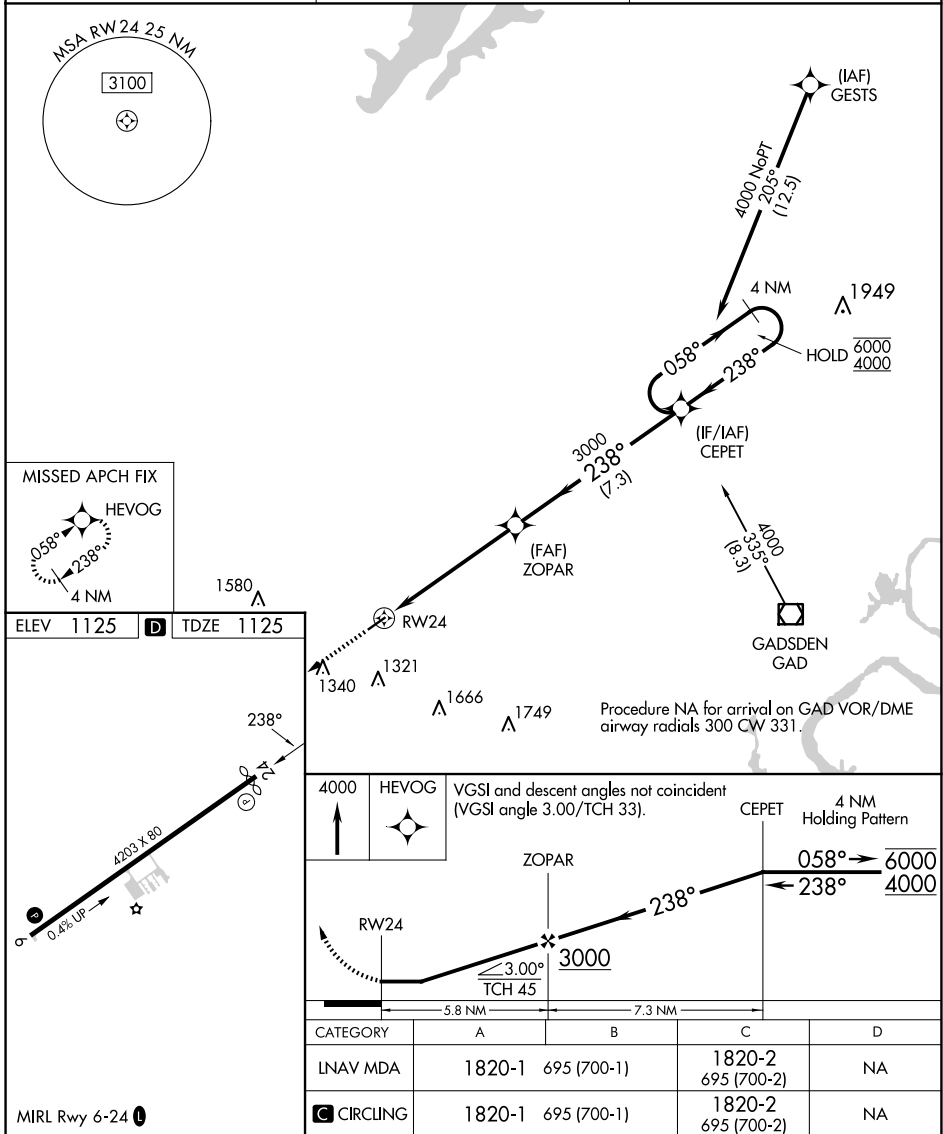 MSA RW24 25 NM
3100
(IAF)
GESTS
4000 NoPT
205°
(12.5)
4 NM
1949
HOLD 6000
4000
058°
238°
(IF/IAF)
CEPET
3000
238°
(7.3)
MISSED APCH FIX
HEVOG
058°
238°
4 NM
(FAF)
ZOPAR
4000
335°
(8.3)
1580
RW24
GADSDEN
GAD
1340
1321
1666
1749
Procedure NA for arrival on GAD VOR/DME
airway radials 300 CW 331.
ELEV 1125 D TDZE 1125
238°
24
P
4203 X 80
P
0.4% UP
6
MIRL Rwy 6-24 L
4000
HEVOG
VGSI and descent angles not coincident
(VGSI angle 3.00/TCH 33).
CEPET
4 NM
Holding Pattern
ZOPAR
058° 6000
238° 4000
238°
RW24
3000
3.00°
TCH 45
5.8 NM
7.3 NM
CATEGORY A B C D
LNAV MDA 1820-1 695 (700-1) 1820-2 695 (700-2) NA
C CIRCLING 1820-1 695 (700-1) 1820-2 695 (700-2) NA